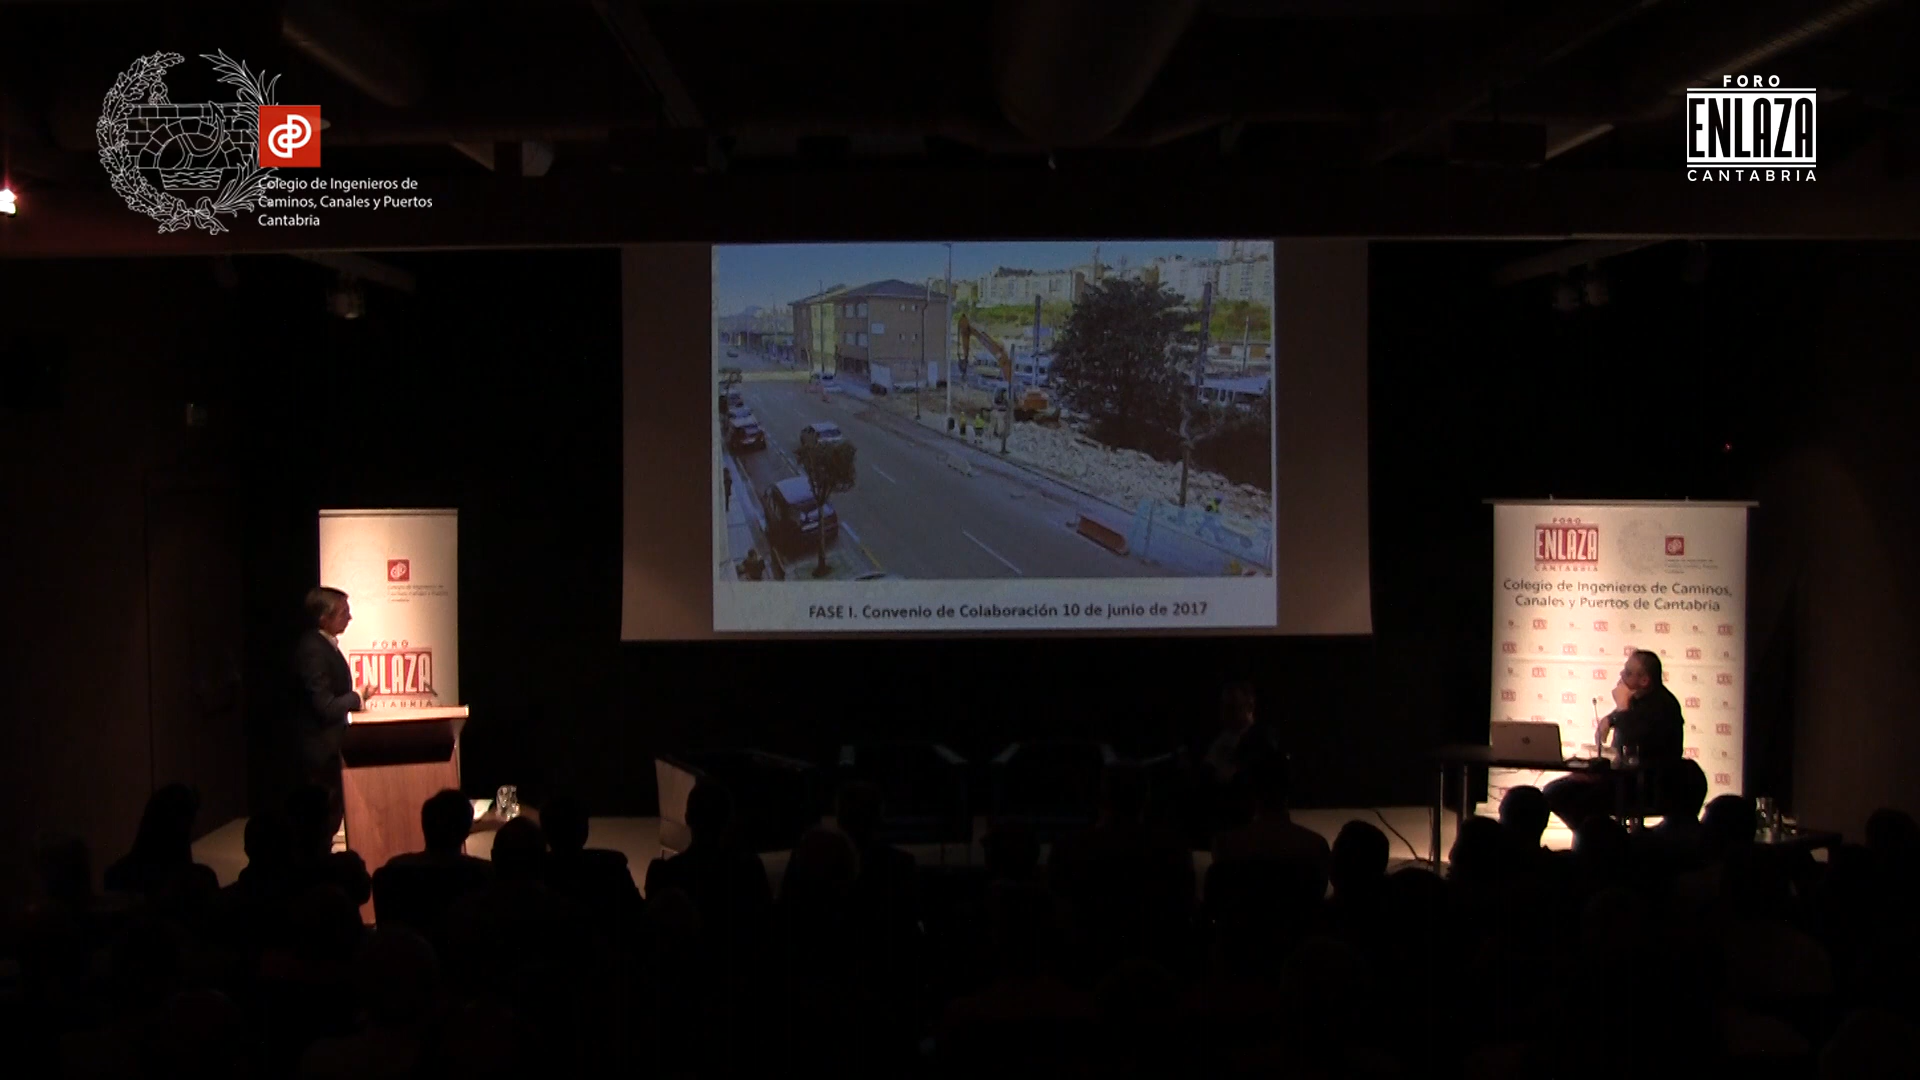 Colegio de Ingenieros de
Caminos, Canales y Puertos
Cantabria
FORO
ENLAZA
CANTABRIA
FASE I. Convenio de Colaboración 10 de junio de 2017
FORO
ENLAZA
CANTABRIA
FORO
ENLAZA
CANTABRIA
Colegio de Ingenieros de Caminos,
Canales y Puertos de Cantabria